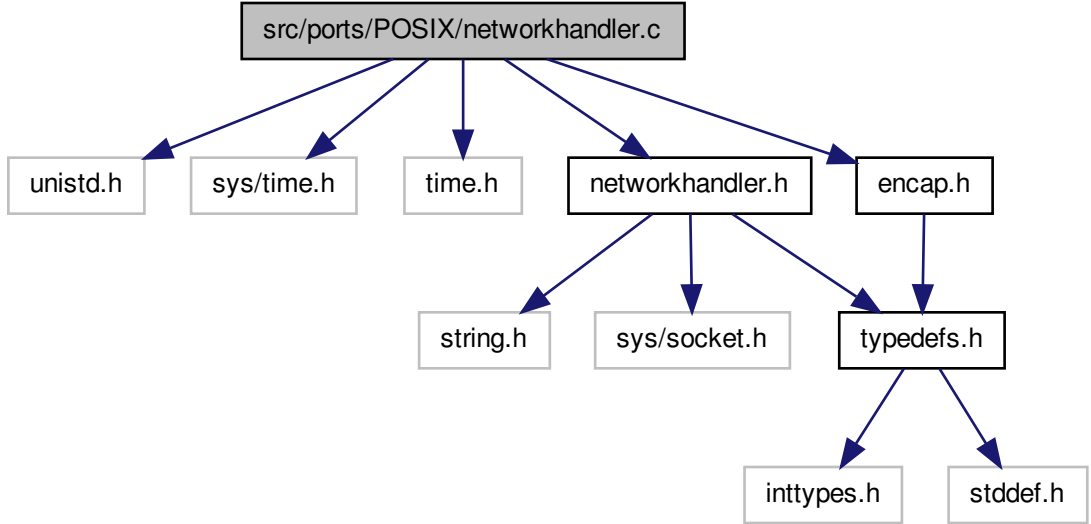 src/ports/POSIX/networkhandler.c
unistd.h
sys/time.h
time.h
networkhandler.h
encap.h
string.h
sys/socket.h
typedefs.h
inttypes.h
stddef.h